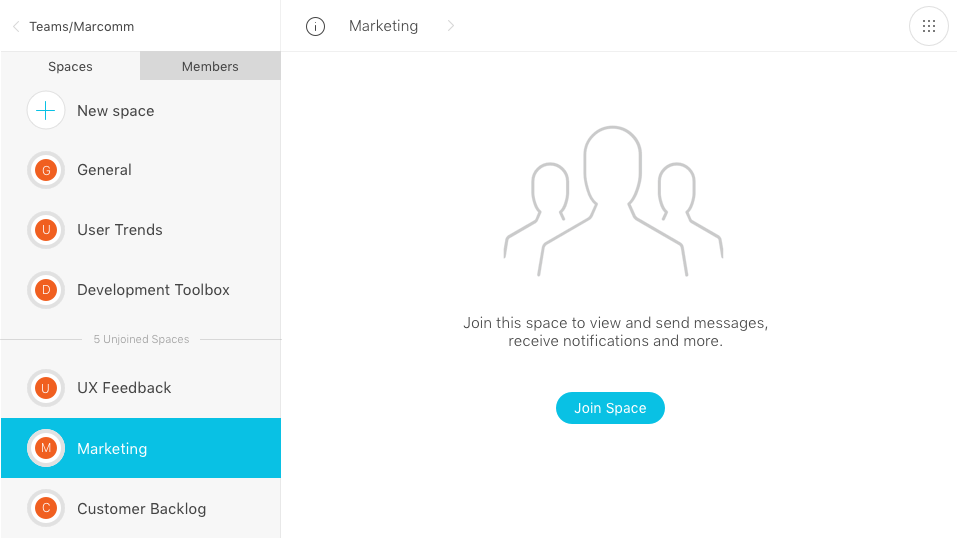 Teams/Marcomm
Spaces
Members
New space
G
General
U
User Trends
D
Development Toolbox
5 Unjoined Spaces
U
UX Feedback
M
Marketing
C
Customer Backlog
i
Marketing
Join this space to view and send messages,
receive notifications and more.
Join Space